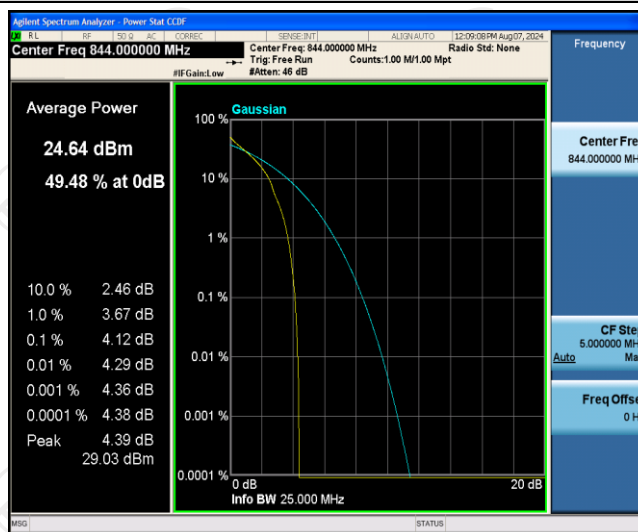 Agilent Spectrum Analyzer - Power Stat CCDF
RL RF 50 Ω AC CORREC SENSE:INT ALIGN AUTO 12:09:08 PM Aug 07, 2024
Center Freq 844.000000 MHz
Center Freq: 844.000000 MHz Radio Std: None
Trig: Free Run Counts:1.00 M/1.00 Mpt
#IFGain:Low #Atten: 46 dB
Frequency
Average Power
24.64 dBm
49.48 % at 0dB
10.0 % 2.46 dB
1.0 % 3.67 dB
0.1 % 4.12 dB
0.01 % 4.29 dB
0.001 % 4.36 dB
0.0001 % 4.38 dB
Peak 4.39 dB
29.03 dBm
Gaussian
100 %
10 %
1 %
0.1 %
0.01 %
0.001 %
0.0001 %
0 dB 20 dB
Info BW 25.000 MHz
Center Fre
844.000000 MH
CF Ste
5.000000 MH
Auto Ma
Freq Offse
0 H
MSG STATUS